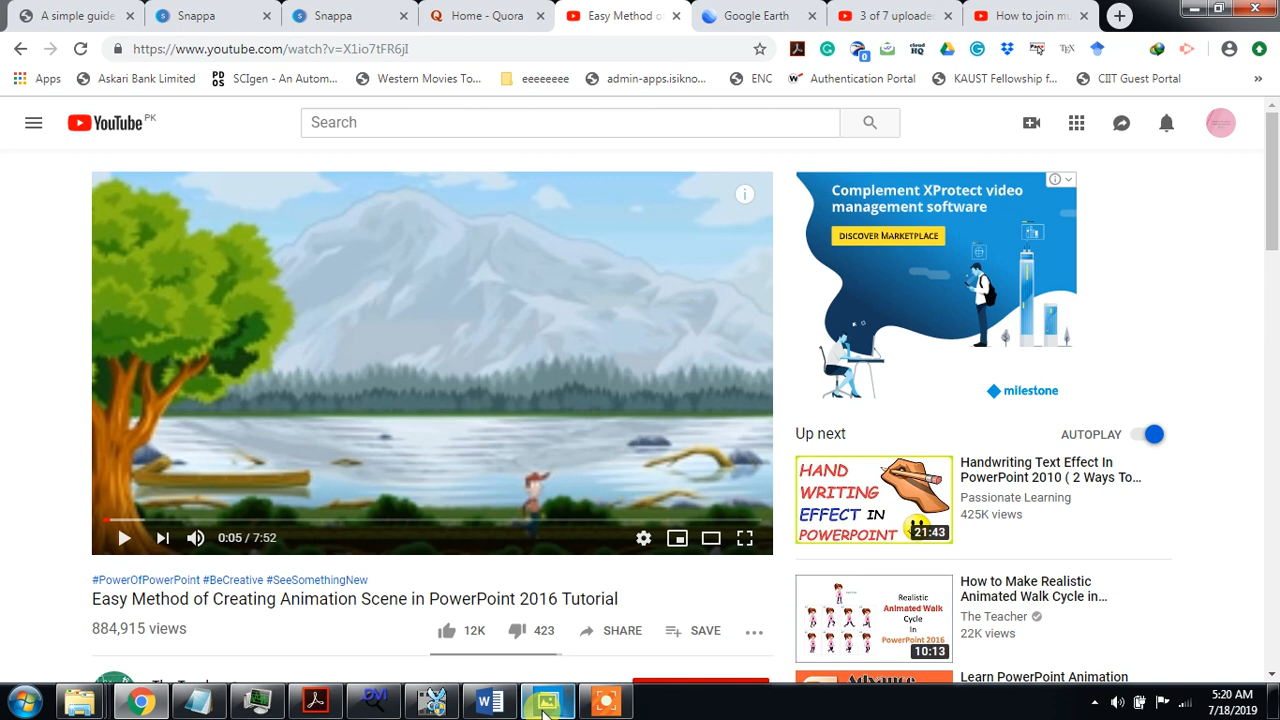 A simple guide
Snappa
Snappa
Home - Quora
Easy Method of
Google Earth
3 of 7 uploade
How to join mu
https://www.youtube.com/watch?v=X1io7tFR6jI
Apps
Askari Bank Limited
SCIgen - An Autom...
Western Movies To...
eeeeeeee
admin-apps.isikno...
ENC
Authentication Portal
KAUST Fellowship f...
CIIT Guest Portal
»
YouTube PK
Search
Complement XProtect video
management software
DISCOVER MARKETPLACE
milestone
Up next
AUTOPLAY
HAND
WRITING
EFFECT IN
POWERPOINT
21:43
Handwriting Text Effect In
PowerPoint 2010 ( 2 Ways To...
Passionate Learning
425K views
/ 7:52
#PowerOfPowerPoint #BeCreative #SeeSomethingNew
Easy Method of Creating Animation Scene in PowerPoint 2016 Tutorial
884,915 views
12K
423
SHARE
SAVE
Realistic
Animated Walk
Cycle
In
PowerPoint 2016
10:13
How to Make Realistic
Animated Walk Cycle in...
The Teacher
22K views
Learn PowerPoint Animation
5:20 AM
7/18/2019